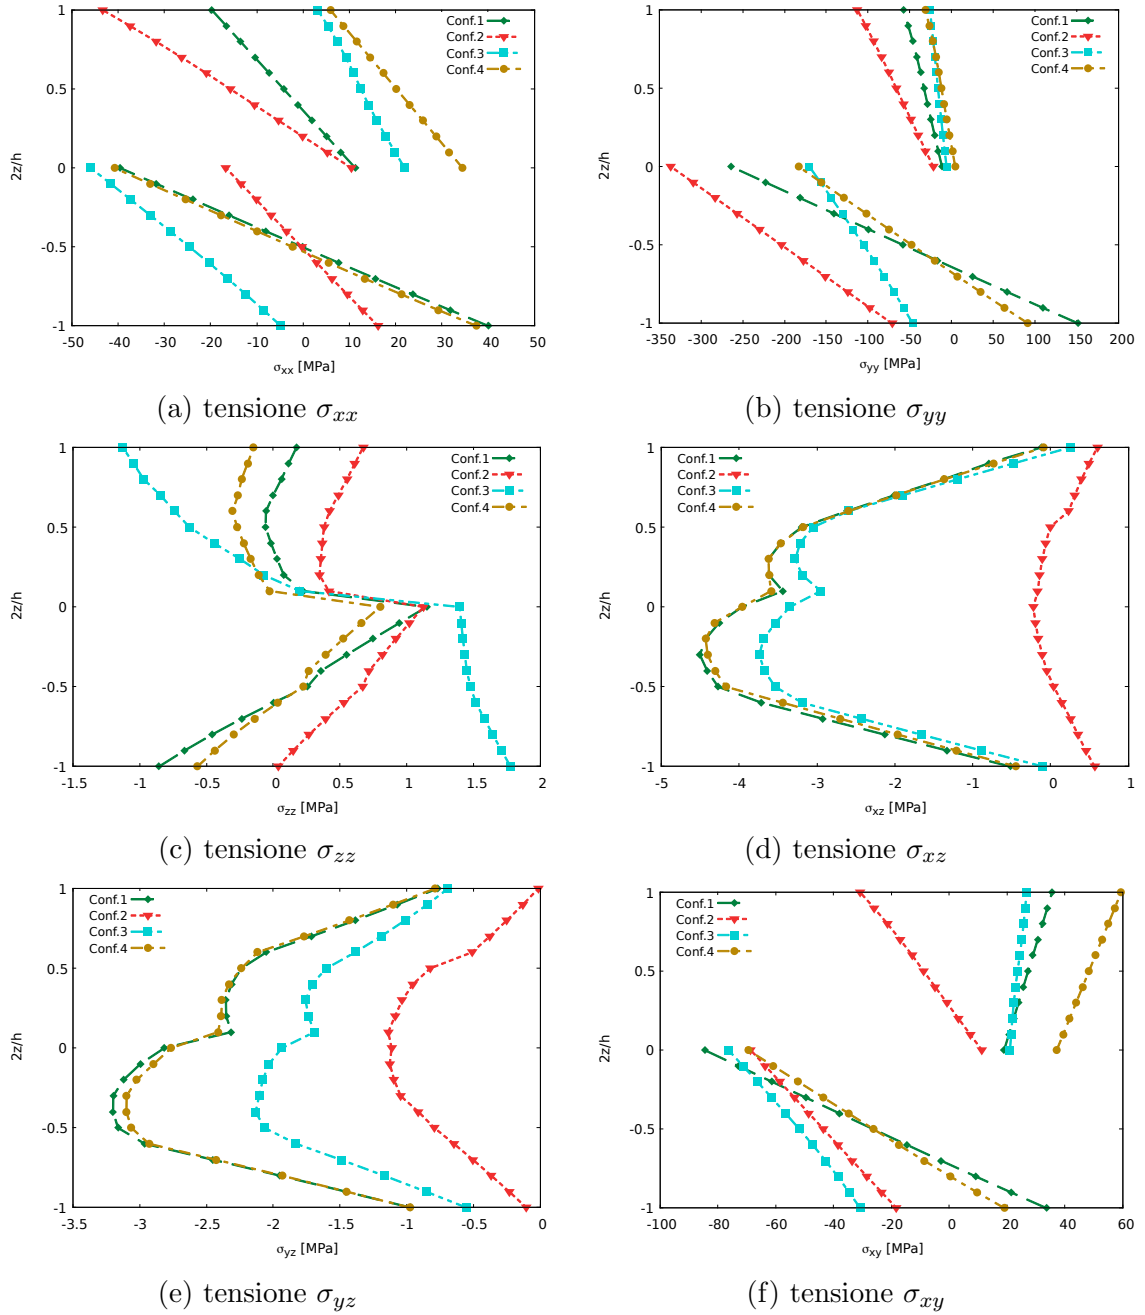 1
0.5
0
-0.5
-1
2z/h
-50 -40 -30 -20 -10 0 10 20 30 40 50
σxx [MPa]
Conf.1
Conf.2
Conf.3
Conf.4
(a) tensione σxx
1
0.5
0
-0.5
-1
2z/h
-350 -300 -250 -200 -150 -100 -50 0 50 100 150 200
σyy [MPa]
Conf.1
Conf.2
Conf.3
Conf.4
(b) tensione σyy
1
0.5
0
-0.5
-1
2z/h
-1.5 -1 -0.5 0 0.5 1 1.5 2
σzz [MPa]
Conf.1
Conf.2
Conf.3
Conf.4
(c) tensione σzz
1
0.5
0
-0.5
-1
2z/h
-5 -4 -3 -2 -1 0 1
σxz [MPa]
Conf.1
Conf.2
Conf.3
Conf.4
(d) tensione σxz
1
0.5
0
-0.5
-1
2z/h
-3.5 -3 -2.5 -2 -1.5 -1 -0.5 0
σyz [MPa]
Conf.1
Conf.2
Conf.3
Conf.4
(e) tensione σyz
1
0.5
0
-0.5
-1
2z/h
-100 -80 -60 -40 -20 0 20 40 60
σxy [MPa]
Conf.1
Conf.2
Conf.3
Conf.4
(f) tensione σxy